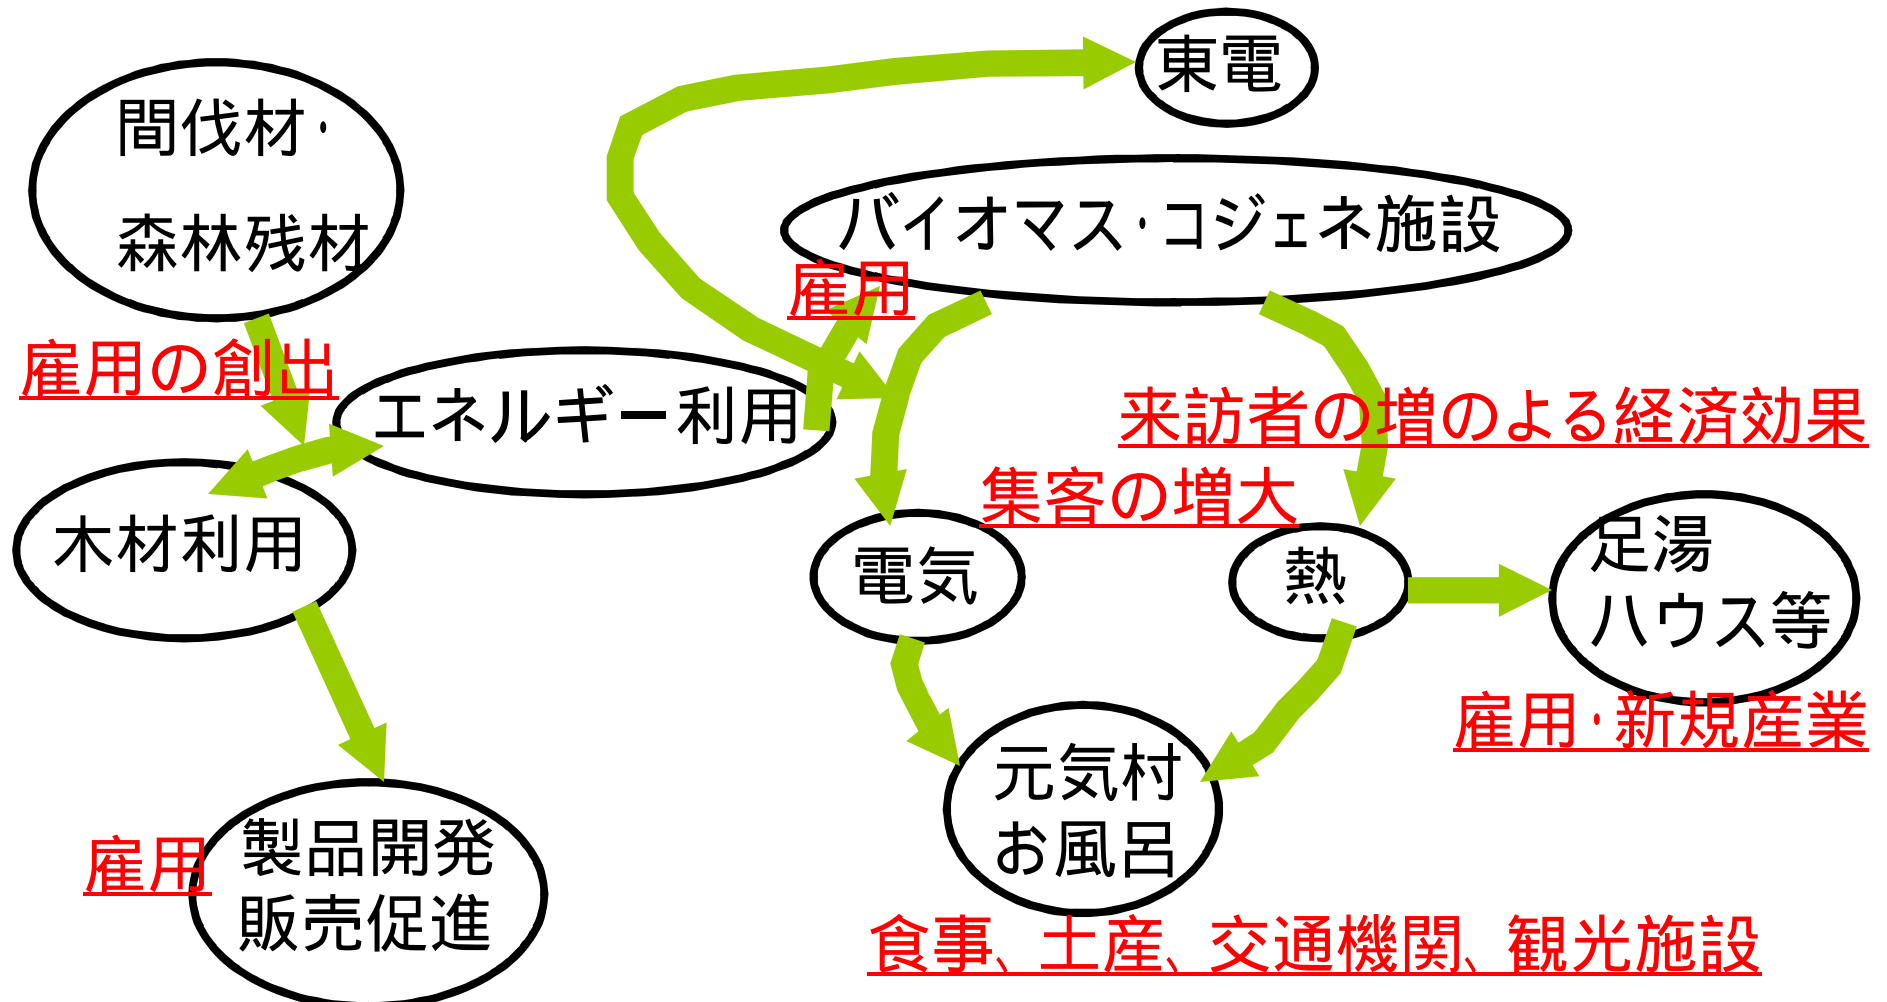 東電
間伐材・
森林残材
バイオマス・コジェネ施設
雇用
雇用の創出
エネルギー利用
来訪者の増のよる経済効果
集客の増大
木材利用
電気
熱
足湯
ハウス等
雇用・新規産業
元気村
お風呂
製品開発
販売促進
雇用
食事、土産、交通機関、観光施設